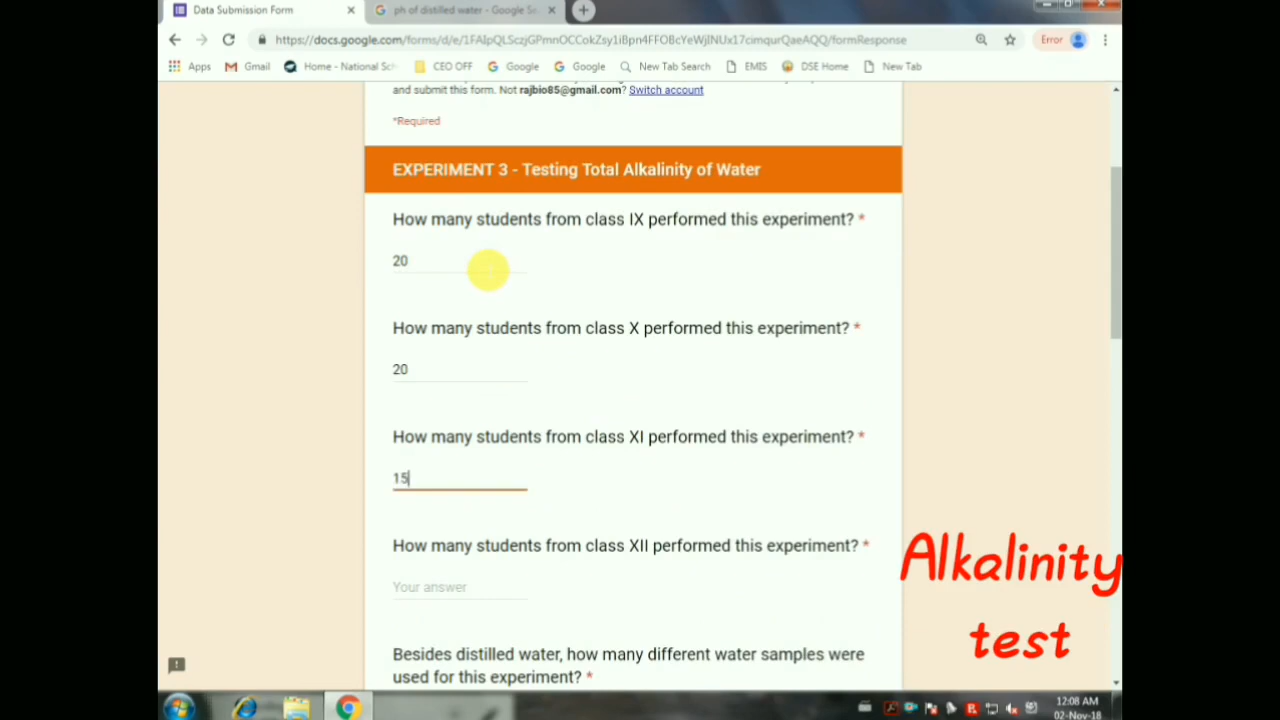 Data Submission Form
ph of distilled water - Google Se
https://docs.google.com/forms/d/e/
/formResponse
Error
Apps
Gmail
Home - National Sch
CEO OFF
Google
Google
New Tab Search
EMIS
DSE Home
New Tab
and submit this form. Not rajbio85@gmail.com? Switch account
*Required
EXPERIMENT 3 - Testing Total Alkalinity of Water
How many students from class IX performed this experiment? *
20
How many students from class X performed this experiment? *
20
How many students from class XI performed this experiment? *
15
How many students from class XII performed this experiment? *
Your answer
Besides distilled water, how many different water samples were
used for this experiment? *
Alkalinity
test
12:08 AM
02-Nov-18